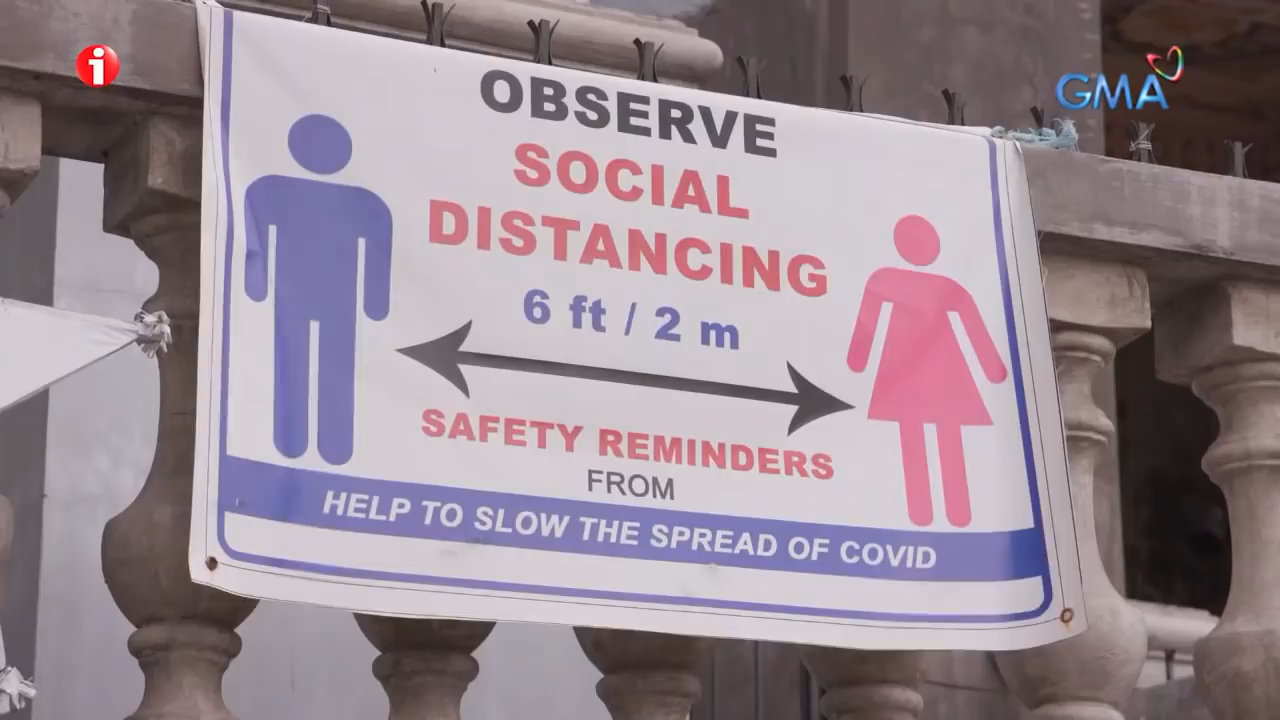 i
GMA
OBSERVE
SOCIAL
DISTANCING
6 ft / 2 m
SAFETY REMINDERS
FROM
HELP TO SLOW THE SPREAD OF COVID